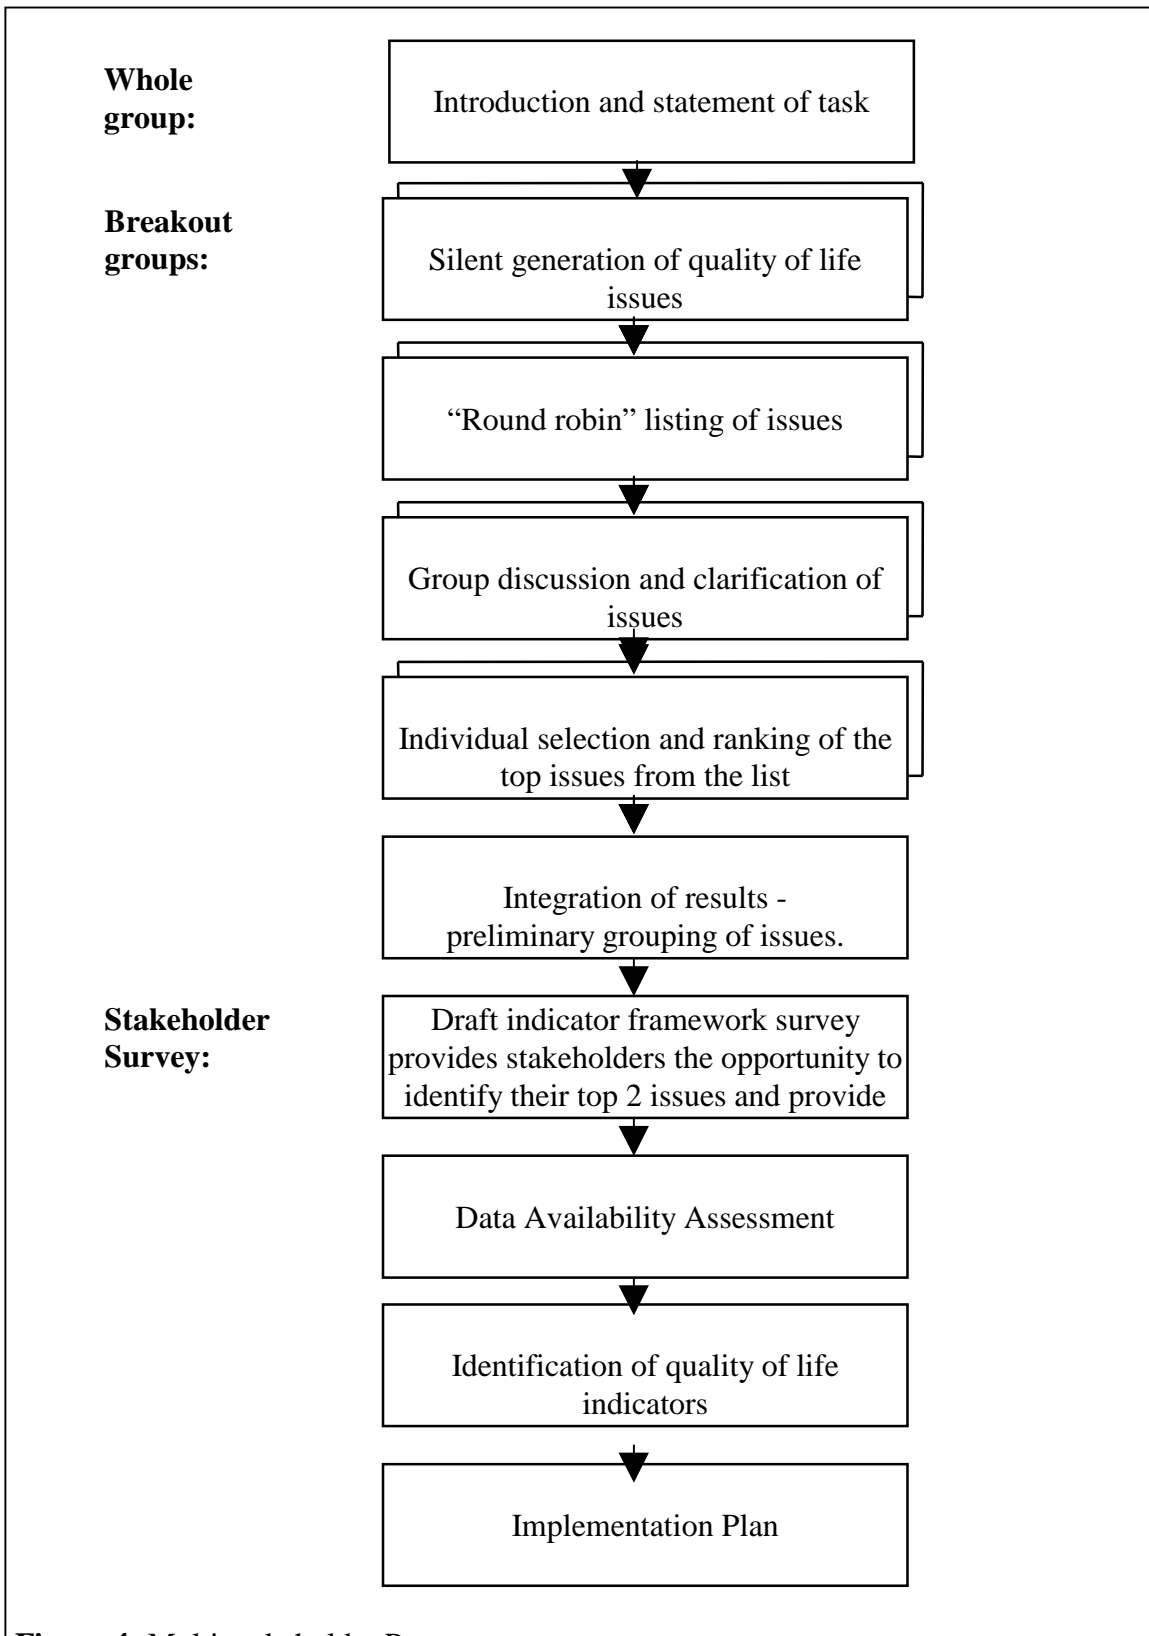 Whole
group:
Introduction and statement of task
Breakout
groups:
Silent generation of quality of life
issues
“Round robin” listing of issues
Group discussion and clarification of
issues
Individual selection and ranking of the
top issues from the list
Integration of results -
preliminary grouping of issues.
Stakeholder
Survey:
Draft indicator framework survey
provides stakeholders the opportunity to
identify their top 2 issues and provide
Data Availability Assessment
Identification of quality of life
indicators
Implementation Plan